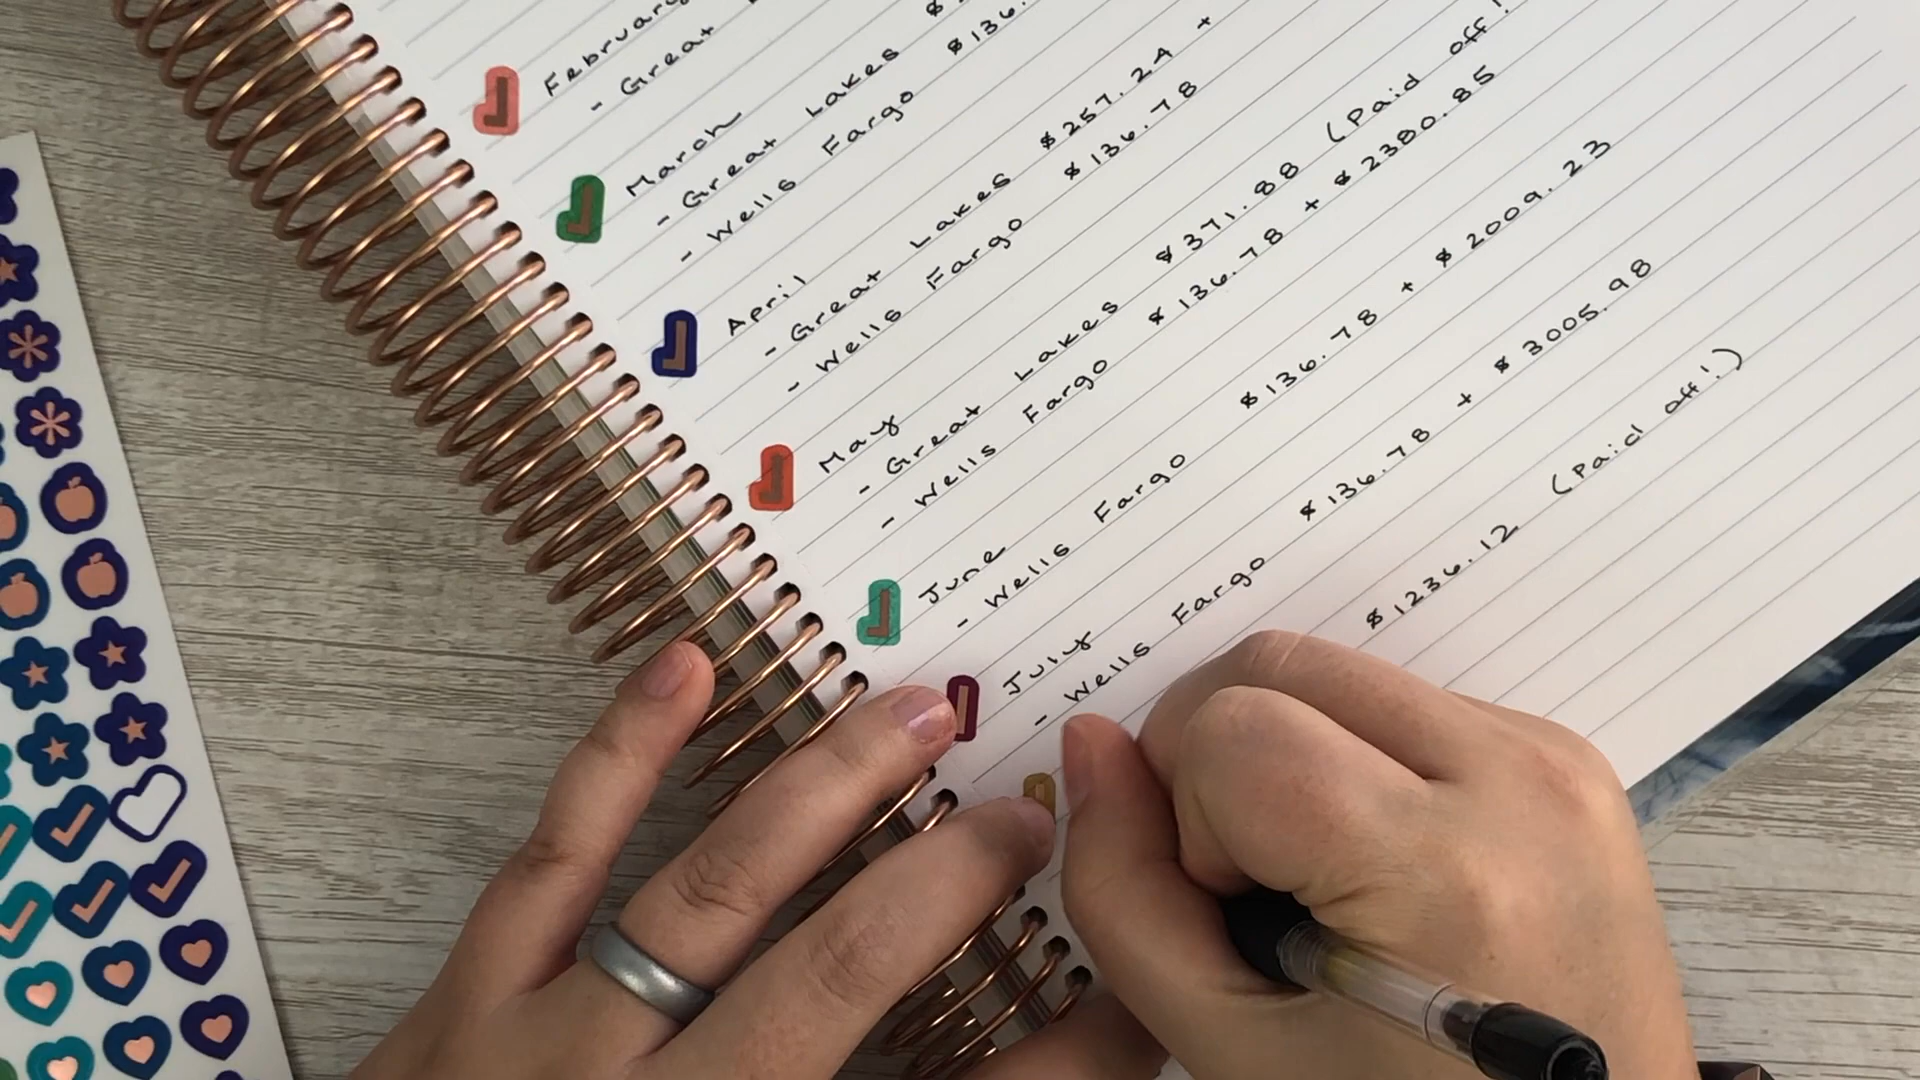 February
- Great
March
- Great Lakes $
- Wells Fargo $136.
April
- Great Lakes $257.24 +
- Wells Fargo $136.78
May
- Great Lakes $371.88 (Paid off!
- Wells Fargo $136.78 + $2380.85
June
- Wells Fargo $136.78 + $2009.23
July
- Wells Fargo $136.78 + $3005.98
$1236.12 (Paid off!)